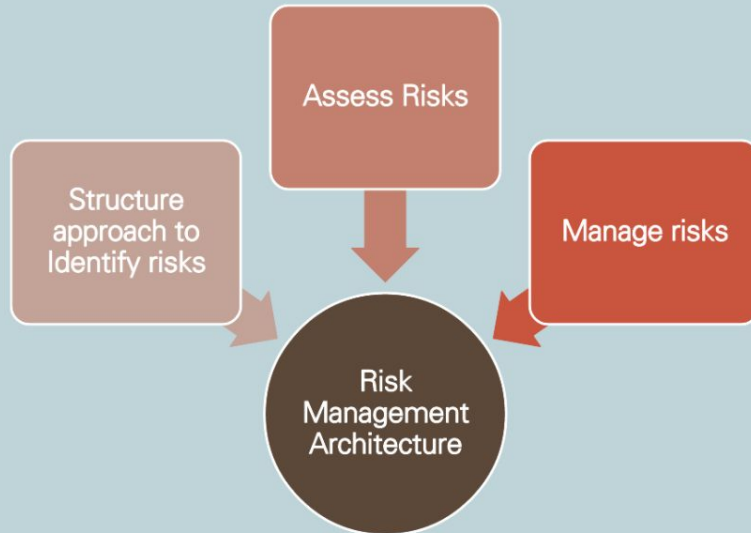 Assess Risks
Structure
approach to
Identify risks
Manage risks
Risk
Management
Architecture